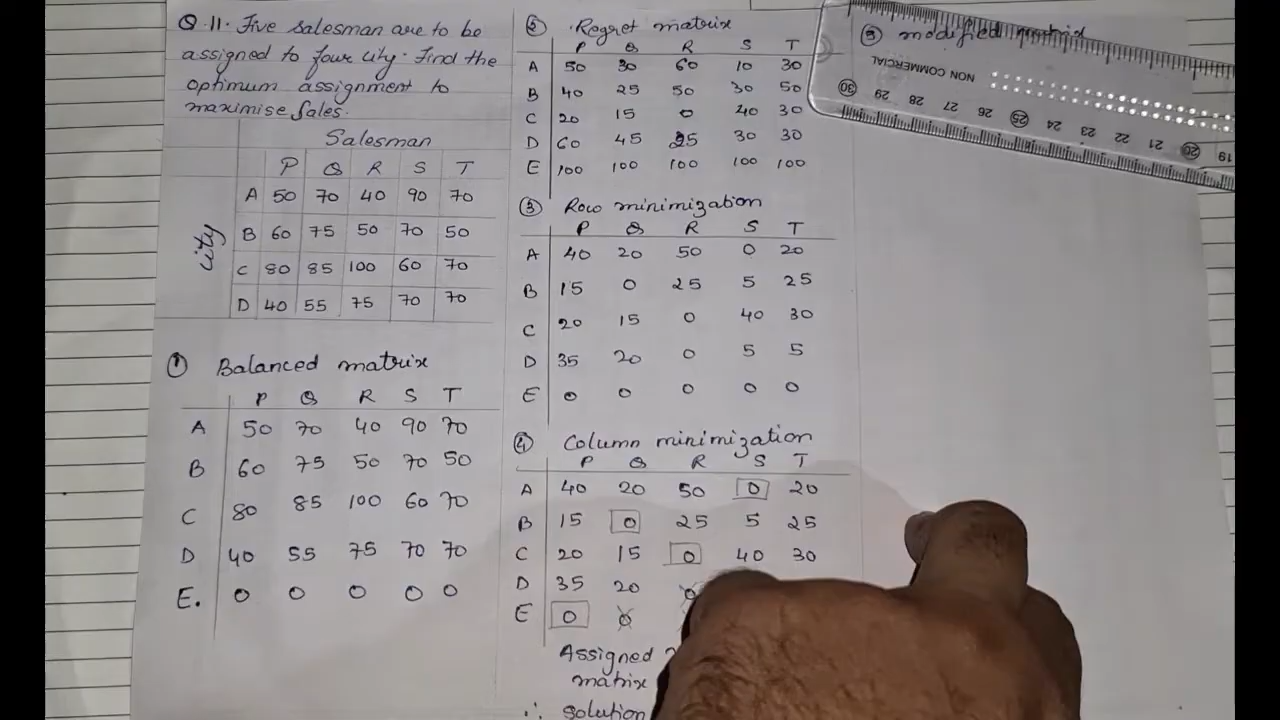 Q.11. Five salesman are to be
assigned to four city. Find the
optimum assignment to
maximise sales.
Salesman
P Q R S T
city
A 50 70 40 90 70
B 60 75 50 70 50
C 80 85 100 60 70
D 40 55 75 70 70
① Balanced matrix
P Q R S T
A 50 70 40 90 70
B 60 75 50 70 50
C 80 85 100 60 70
D 40 55 75 70 70
E. 0 0 0 0 0
② Regret matrix
P Q R S T
A 50 30 60 10 30
B 40 25 50 30 50
C 20 15 0 40 30
D 60 45 25 30 30
E 100 100 100 100 100
③ Row minimization
P Q R S T
A 40 20 50 0 20
B 15 0 25 5 25
C 20 15 0 40 30
D 35 20 0 5 5
E 0 0 0 0 0
④ Column minimization
P Q R S T
A 40 20 50 0 20
B 15 0 25 5 25
C 20 15 0 40 30
D 35 20 0
E 0 0
Assigned
matrix
∴ solution
modified matrix
NON COMMERCIAL
30 29 28 27 26 25 24 23 22 21 20 19